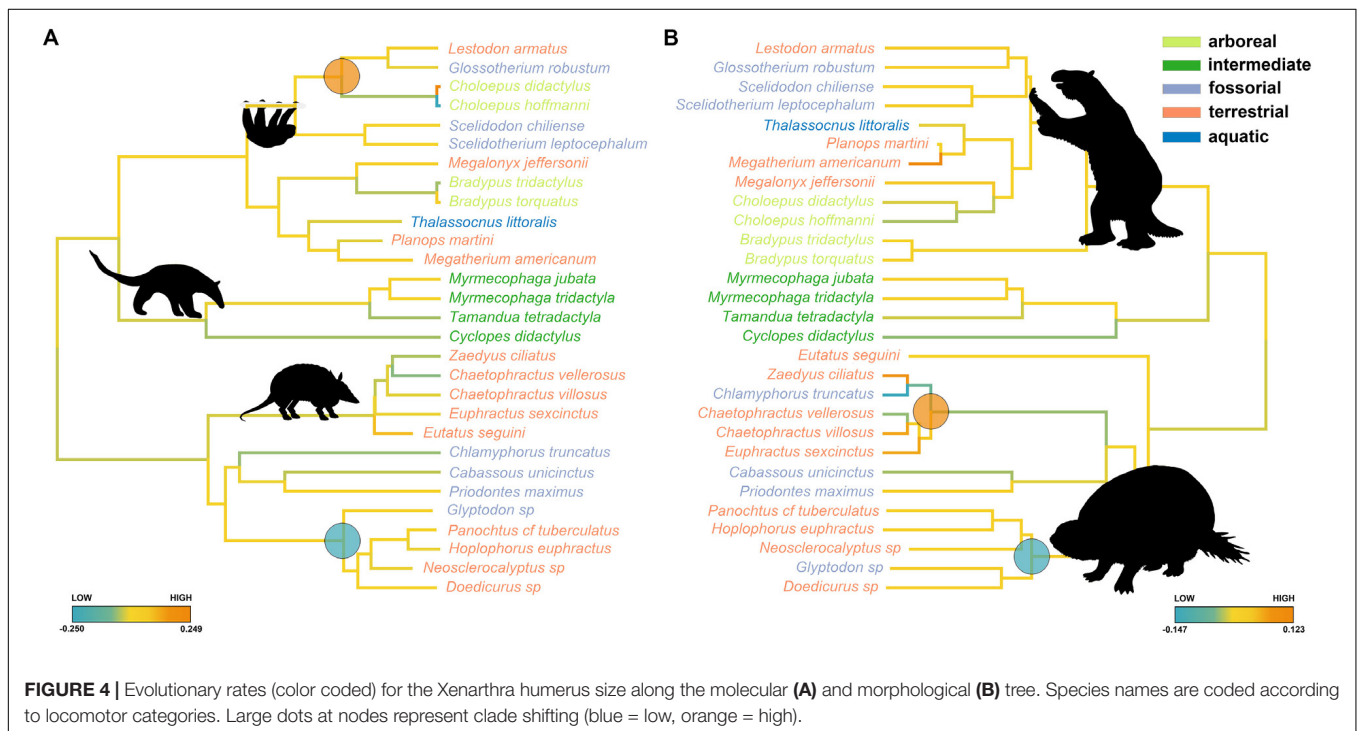 A
Lestodon armatus
Glossotherium robustum
Choloepus didactylus
Choloepus hoffmanni
Scelidodon chiliense
Scelidotherium leptocephalum
Megalonyx jeffersonii
Bradypus tridactylus
Bradypus torquatus
Thalassocnus littoralis
Planops martini
Megatherium americanum
Myrmecophaga jubata
Myrmecophaga tridactyla
Tamandua tetradactyla
Cyclopes didactylus
Zaedyus ciliatus
Chaetophractus vellerosus
Chaetophractus villosus
Euphractus sexcinctus
Eutatus seguini
Chlamyphorus truncatus
Cabassous unicinctus
Priodontes maximus
Glyptodon sp
Panochtus cf tuberculatus
Hoplophorus euphractus
Neosclerocalyptus sp
Doedicurus sp
LOW HIGH
-0.250 0.249
B
Lestodon armatus
Glossotherium robustum
Scelidodon chiliense
Scelidotherium leptocephalum
Thalassocnus littoralis
Planops martini
Megatherium americanum
Megalonyx jeffersonii
Choloepus didactylus
Choloepus hoffmanni
Bradypus tridactylus
Bradypus torquatus
Myrmecophaga jubata
Myrmecophaga tridactyla
Tamandua tetradactyla
Cyclopes didactylus
Eutatus seguini
Zaedyus ciliatus
Chlamyphorus truncatus
Chaetophractus vellerosus
Chaetophractus villosus
Euphractus sexcinctus
Cabassous unicinctus
Priodontes maximus
Panochtus cf tuberculatus
Hoplophorus euphractus
Neosclerocalyptus sp
Glyptodon sp
Doedicurus sp
arboreal
intermediate
fossorial
terrestrial
aquatic
LOW HIGH
-0.147 0.123
FIGURE 4 | Evolutionary rates (color coded) for the Xenarthra humerus size along the molecular (A) and morphological (B) tree. Species names are coded according
to locomotor categories. Large dots at nodes represent clade shifting (blue = low, orange = high).